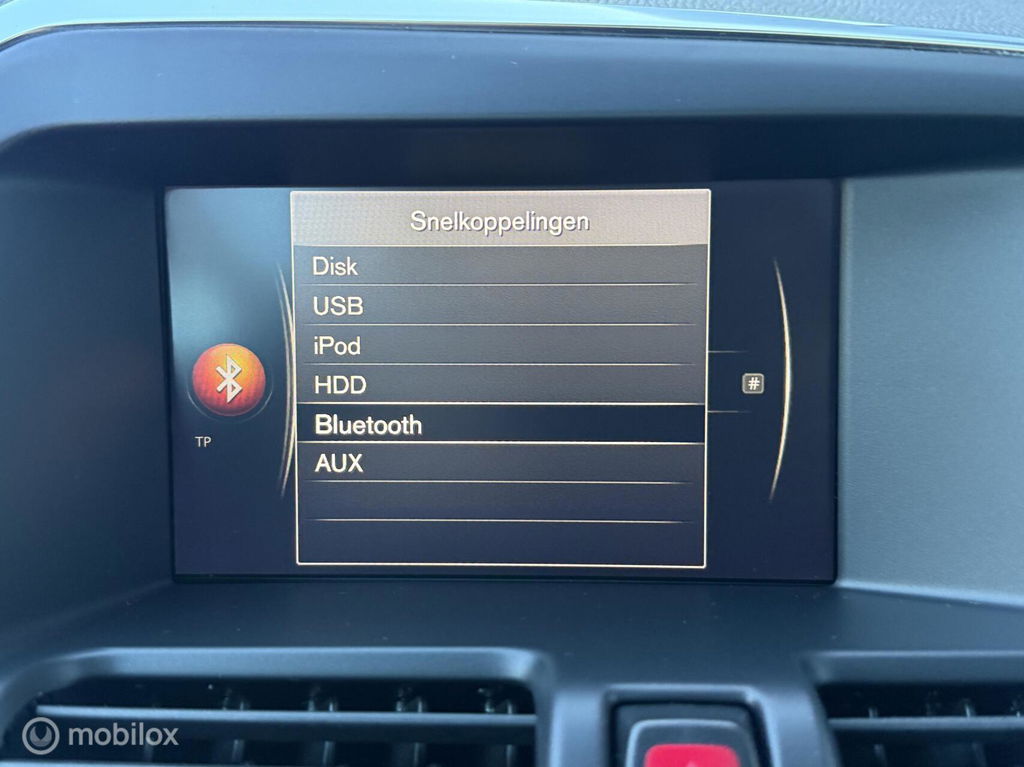 Snelkoppelingen
Disk
USB
iPod
HDD
Bluetooth
AUX
TP
#
mobilox